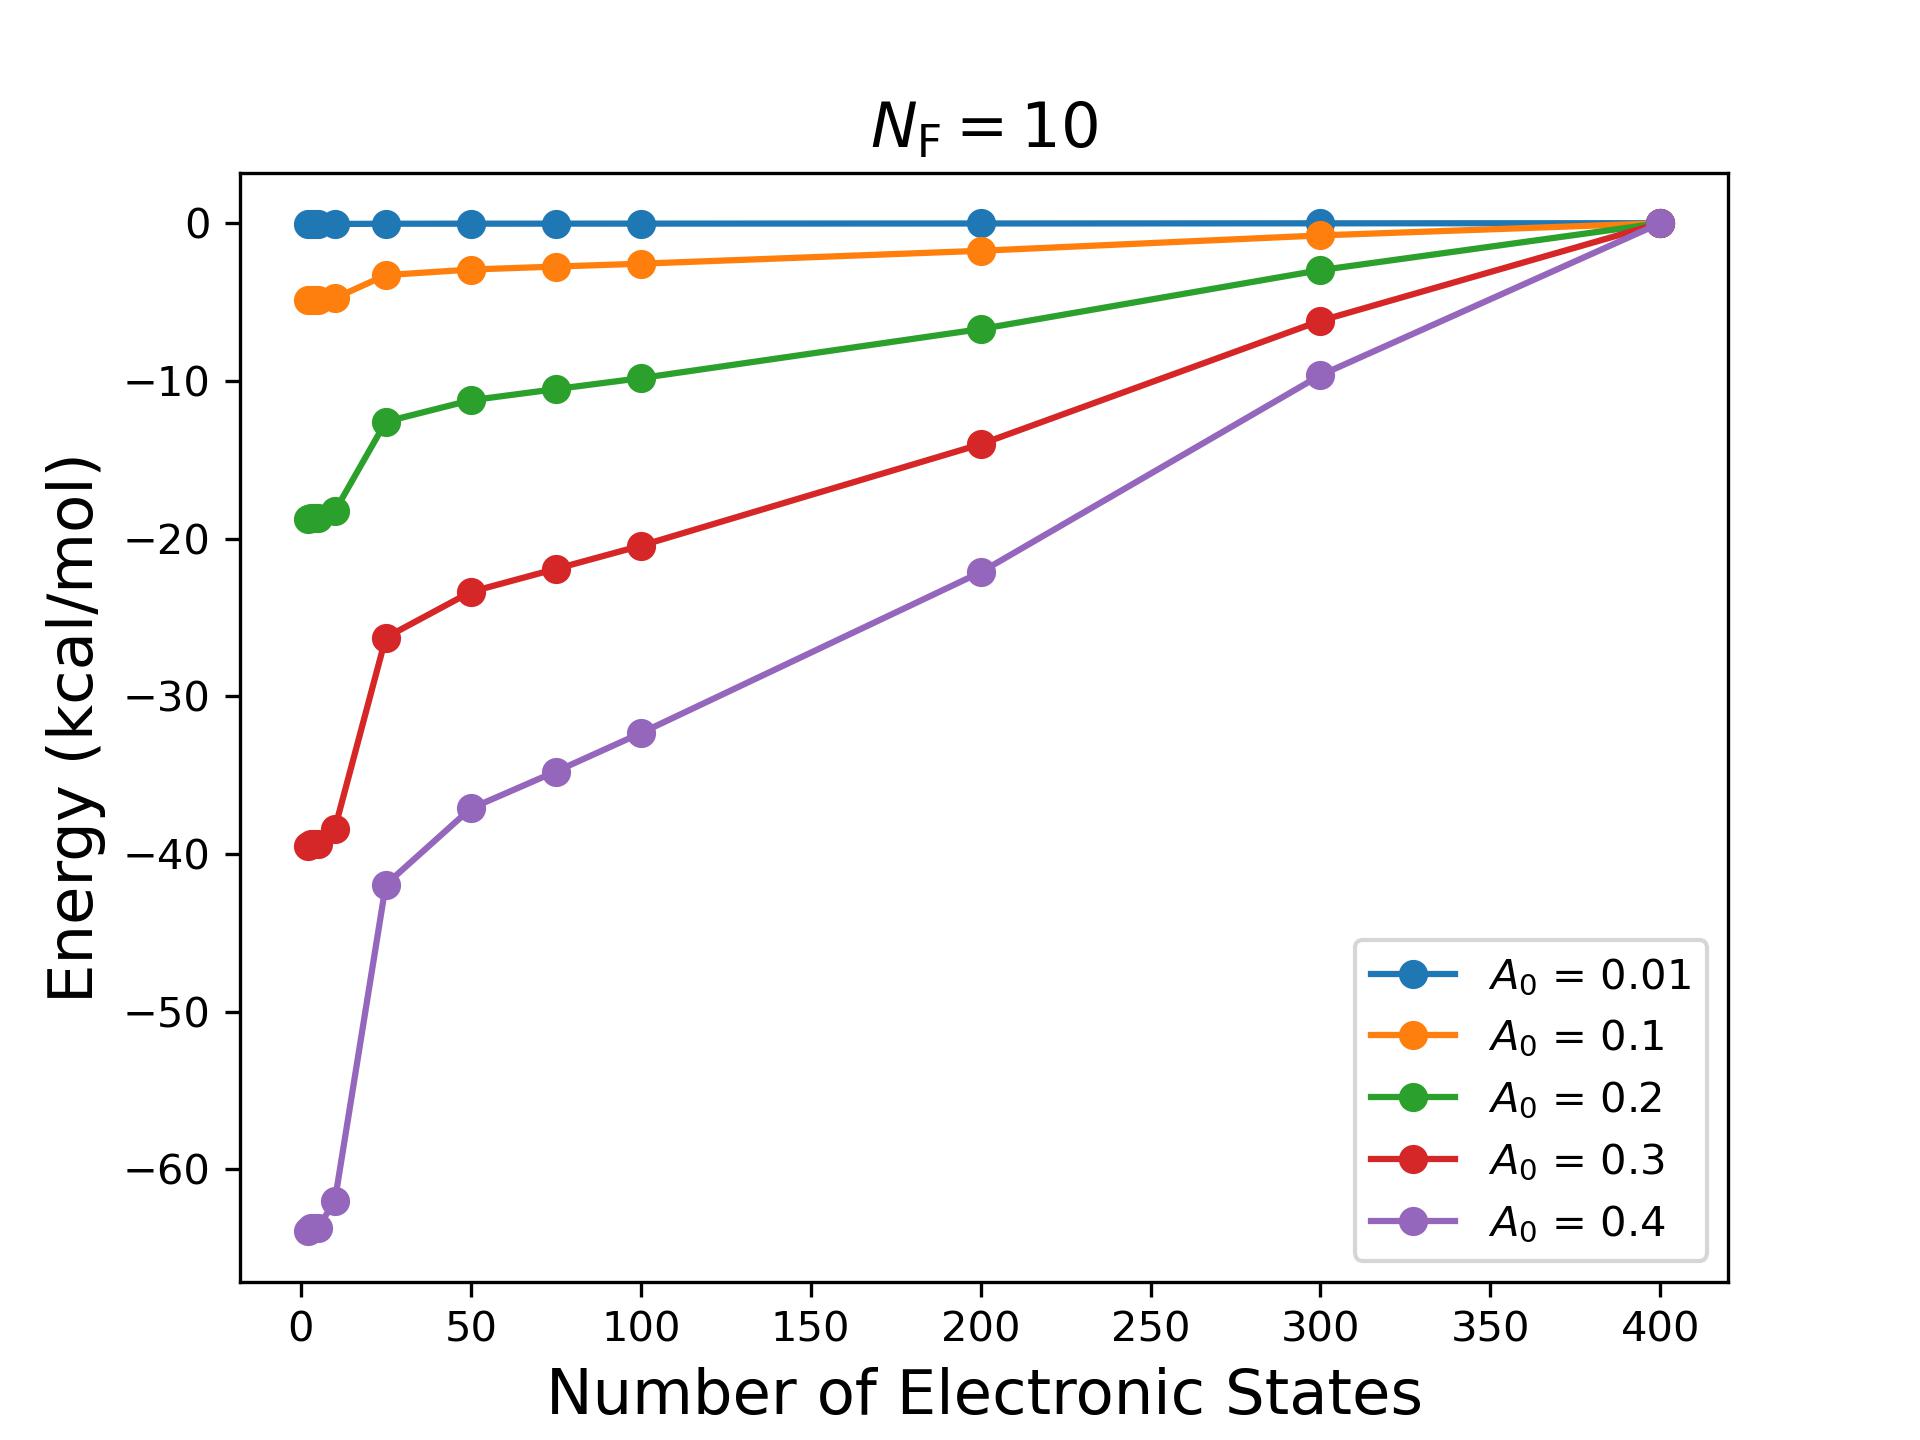 N_F = 10
Energy (kcal/mol)
0
−10
−20
−30
−40
−50
−60
A_0 = 0.01
A_0 = 0.1
A_0 = 0.2
A_0 = 0.3
A_0 = 0.4
0 50 100 150 200 250 300 350 400
Number of Electronic States